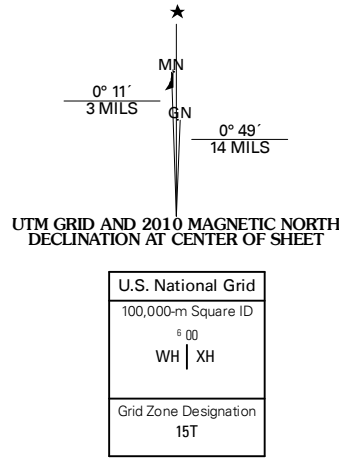 MN
0° 11´
3 MILS
GN
0° 49´
14 MILS
UTM GRID AND 2010 MAGNETIC NORTH
DECLINATION AT CENTER OF SHEET
U.S. National Grid
100,000-m Square ID
6 00
WH XH
Grid Zone Designation
15T